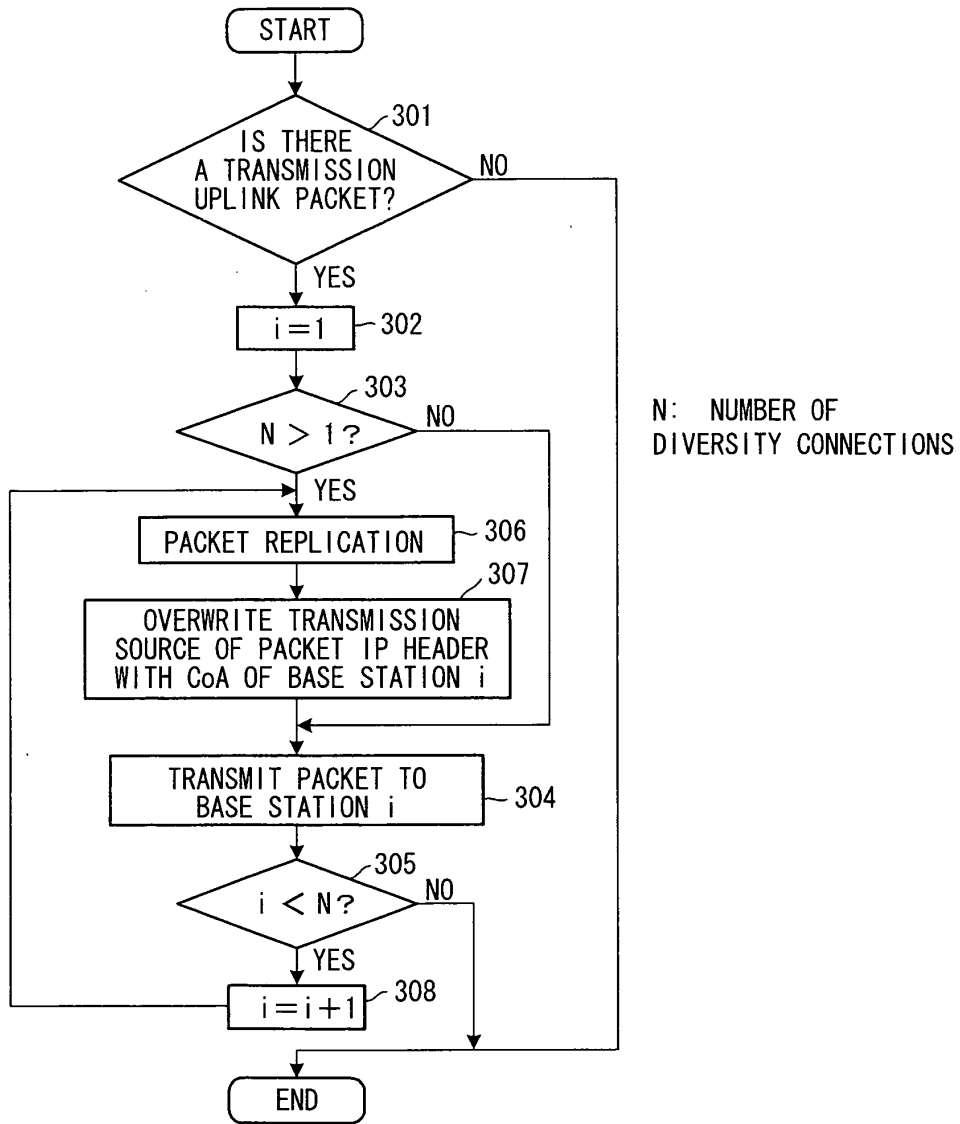 START
301
IS THERE
A TRANSMISSION
UPLINK PACKET?
NO
YES
i=1
302
303
N > 1?
NO
YES
N: NUMBER OF
DIVERSITY CONNECTIONS
PACKET REPLICATION
306
307
OVERWRITE TRANSMISSION
SOURCE OF PACKET IP HEADER
WITH CoA OF BASE STATION i
TRANSMIT PACKET TO
BASE STATION i
304
305
i < N?
NO
YES
i=i+1
308
END